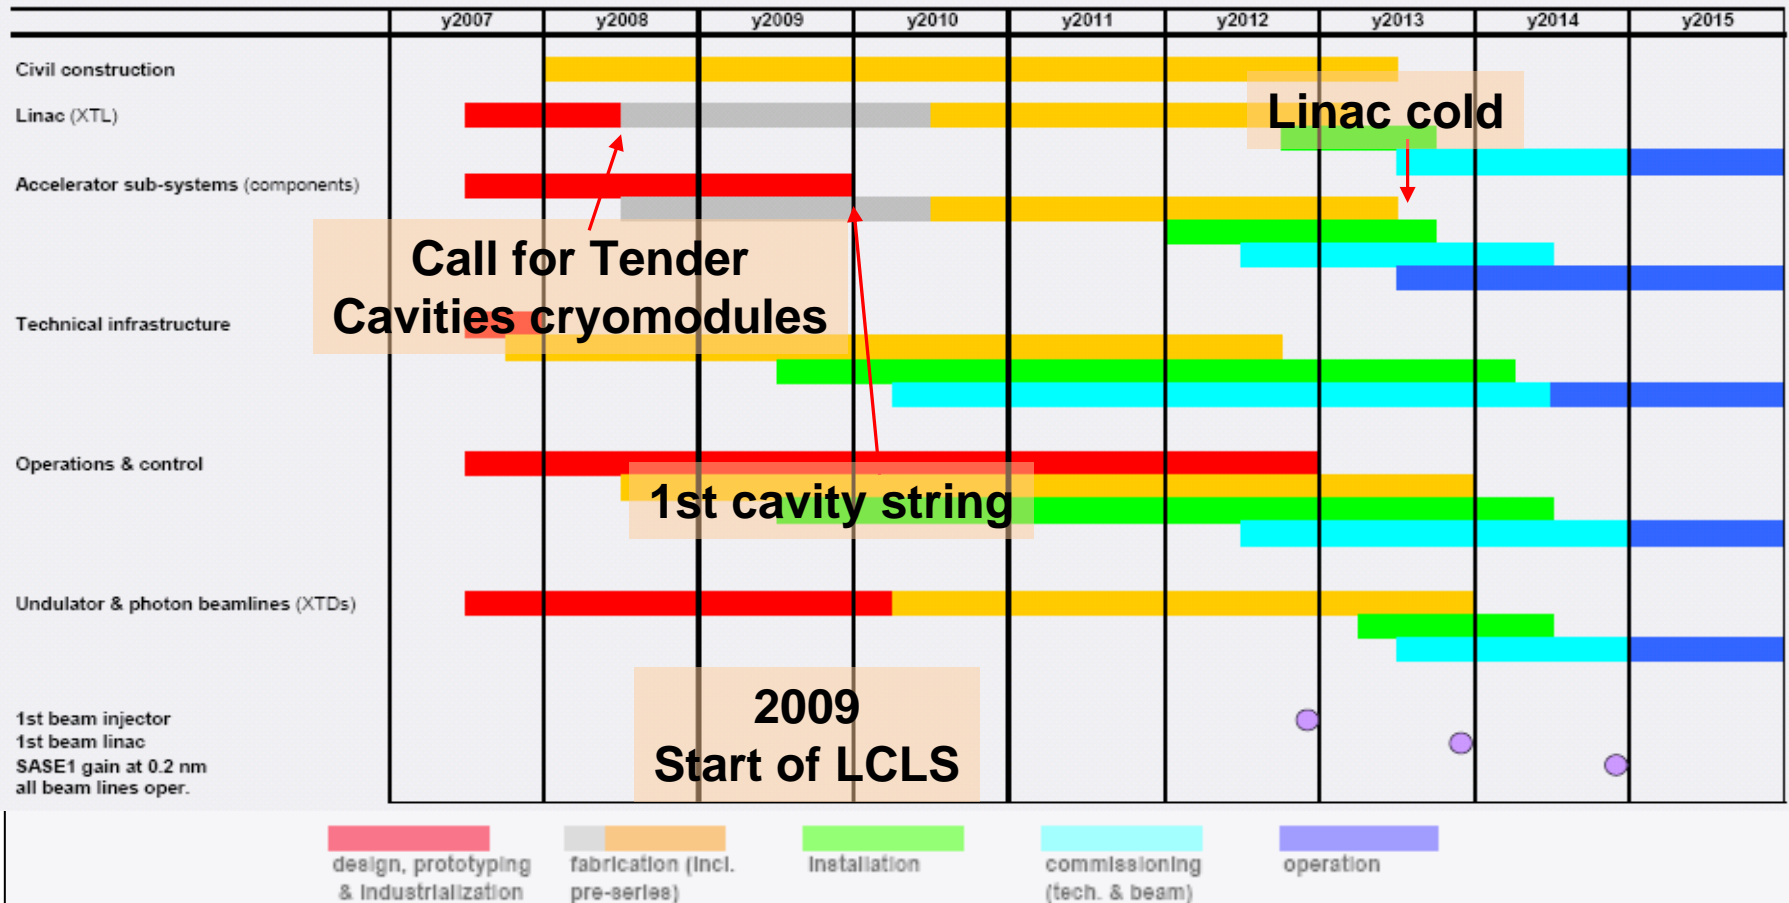 y2007 y2008 y2009 y2010 y2011 y2012 y2013 y2014 y2015
Civil construction
Linac (XTL)
Linac cold
Accelerator sub-systems (components)
Call for Tender
Cavities cryomodules
Technical infrastructure
Operations & control
1st cavity string
Undulator & photon beamlines (XTDs)
2009
Start of LCLS
1st beam injector
1st beam linac
SASE1 gain at 0.2 nm
all beam lines oper.
design, prototyping
& industrialization
fabrication (incl.
pre-series)
installation
commissioning
(tech. & beam)
operation